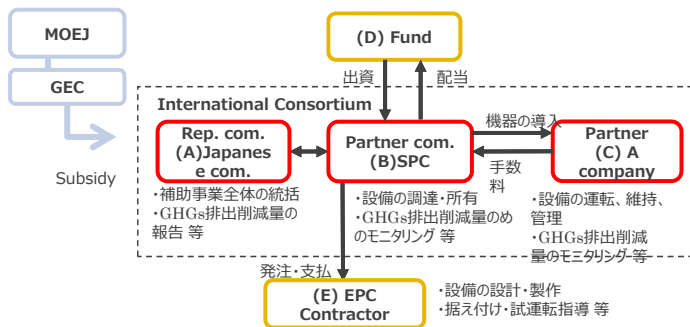 MOEJ
GEC
Subsidy
(D) Fund
出資
配当
International Consortium
Rep. com.
(A)Japanes
e com.
Partner com.
(B)SPC
機器の導入
手数
料
Partner
(C) A
company
・補助事業全体の統括
・GHGs排出削減量の
報告 等
・設備の調達・所有
・GHGs排出削減量のめ
のモニタリング 等
・設備の運転、維持、
管理
・GHGs排出削減
量のモニタリング 等
発注・支払
(E) EPC
Contractor
・設備の設計・製作
・据え付け・試運転指導 等